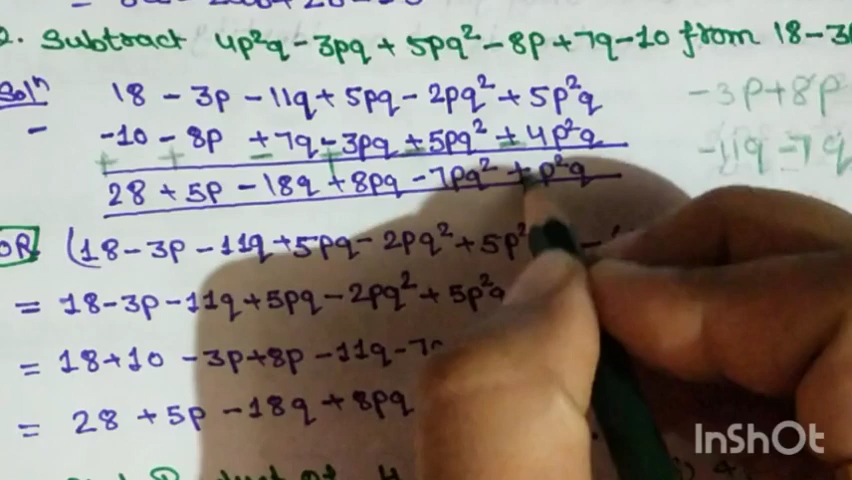 2. Subtract 4p²q - 3pq + 5pq² - 8p + 7q - 10 from 18 - 3
Solⁿ 18 - 3p - 11q + 5pq - 2pq² + 5p²q
- -10 - 8p + 7q - 3pq + 5pq² + 4p²q
+ + - + - -
28 + 5p - 18q + 8pq - 7pq² + p²q
-3p+8p
-11q-7q
OR (18 - 3p - 11q + 5pq - 2pq² + 5p²
= 18 - 3p - 11q + 5pq - 2pq² + 5p²q
= 18 + 10 - 3p + 8p - 11q - 7q
= 28 + 5p - 18q + 8pq
InShOt